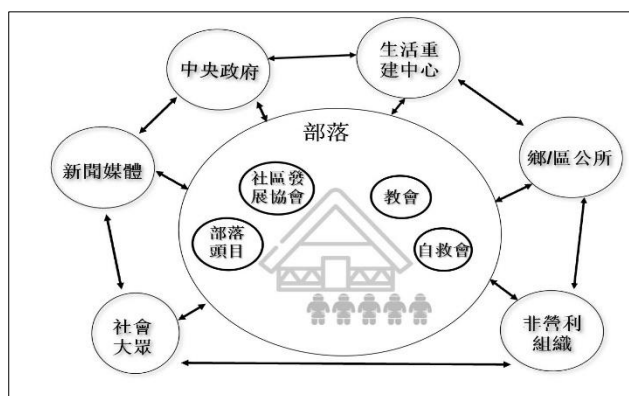 生活重
建中心
中央政府
部落
新聞媒體
社區發
展協會
教會
鄉/區公所
部落
頭目
自救會
社會
大眾
非營利
組織